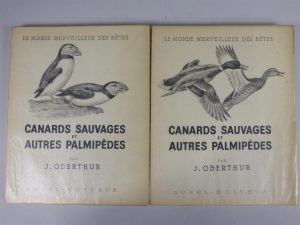 LE MONDE MERVEILLEUX DES BÊTES
CANARDS SAUVAGES
ET
AUTRES PALMIPÈDES
PAR
J. OBERTHUR
DUREL-ÉDITEUR
LE MONDE MERVEILLEUX DES BÊTES
CANARDS SAUVAGES
ET
AUTRES PALMIPÈDES
PAR
J. OBERTHUR
DUREL-ÉDITEUR